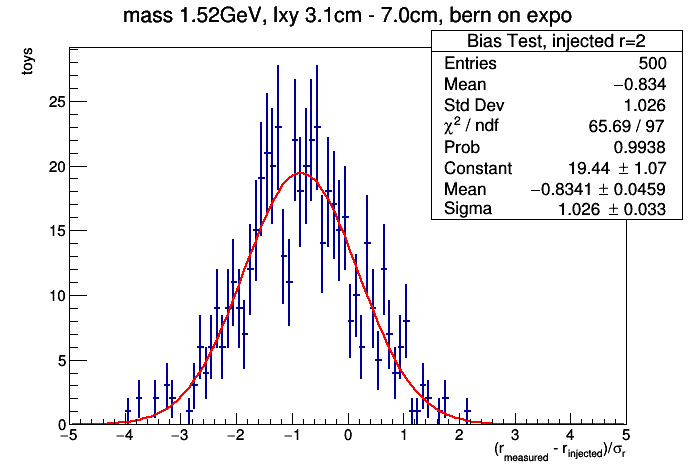 mass 1.52GeV, lxy 3.1cm - 7.0cm, bern on expo
Bias Test, injected r=2
Entries 500
Mean −0.834
Std Dev 1.026
χ² / ndf 65.69 / 97
Prob 0.9938
Constant 19.44 ± 1.07
Mean −0.8341 ± 0.0459
Sigma 1.026 ± 0.033
toys
25
20
15
10
5
0
−5 −4 −3 −2 −1 0 1 2 3 4 5
(r_measured - r_injected)/σ_r